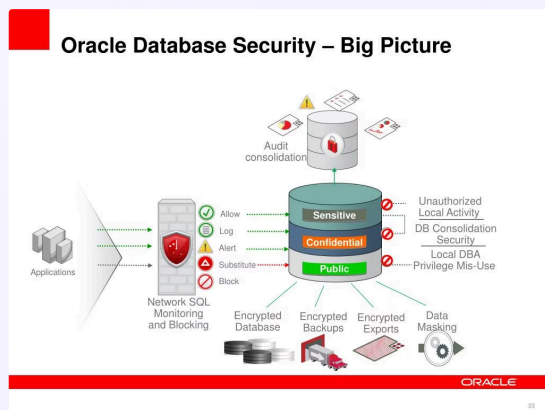 Oracle Database Security – Big Picture
Audit
consolidation
Applications
Network SQL
Monitoring
and Blocking
Allow
Log
Alert
Substitute
Block
Sensitive
Confidential
Public
Unauthorized
Local Activity
DB Consolidation
Security
Local DBA
Privilege Mis-Use
Encrypted
Database
Encrypted
Backups
Encrypted
Exports
Data
Masking
ORACLE